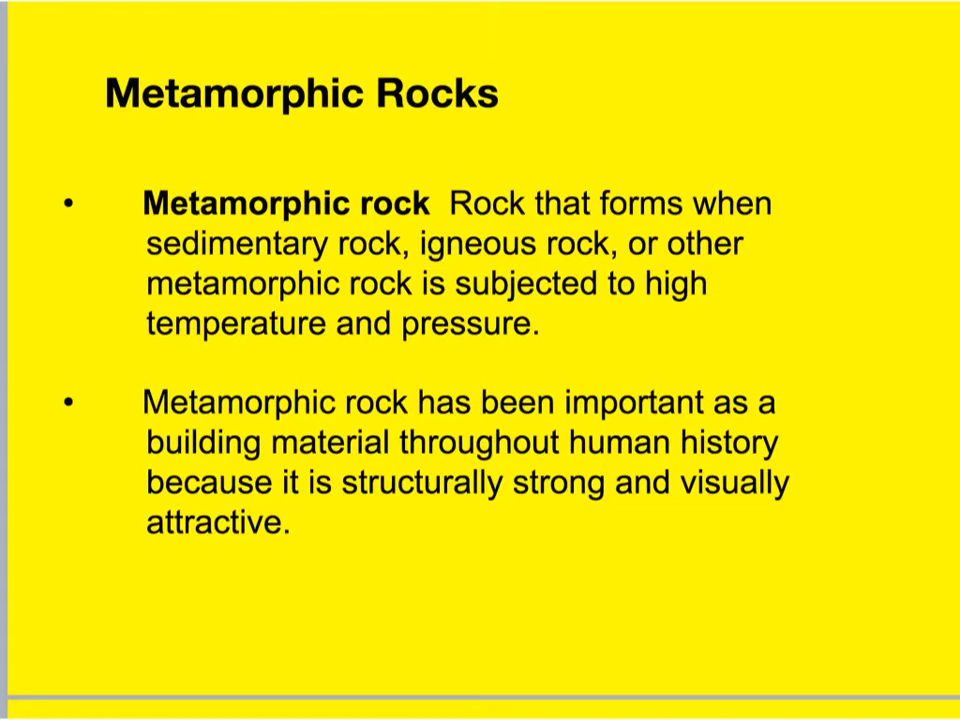 Metamorphic Rocks
• Metamorphic rock Rock that forms when
sedimentary rock, igneous rock, or other
metamorphic rock is subjected to high
temperature and pressure.
• Metamorphic rock has been important as a
building material throughout human history
because it is structurally strong and visually
attractive.